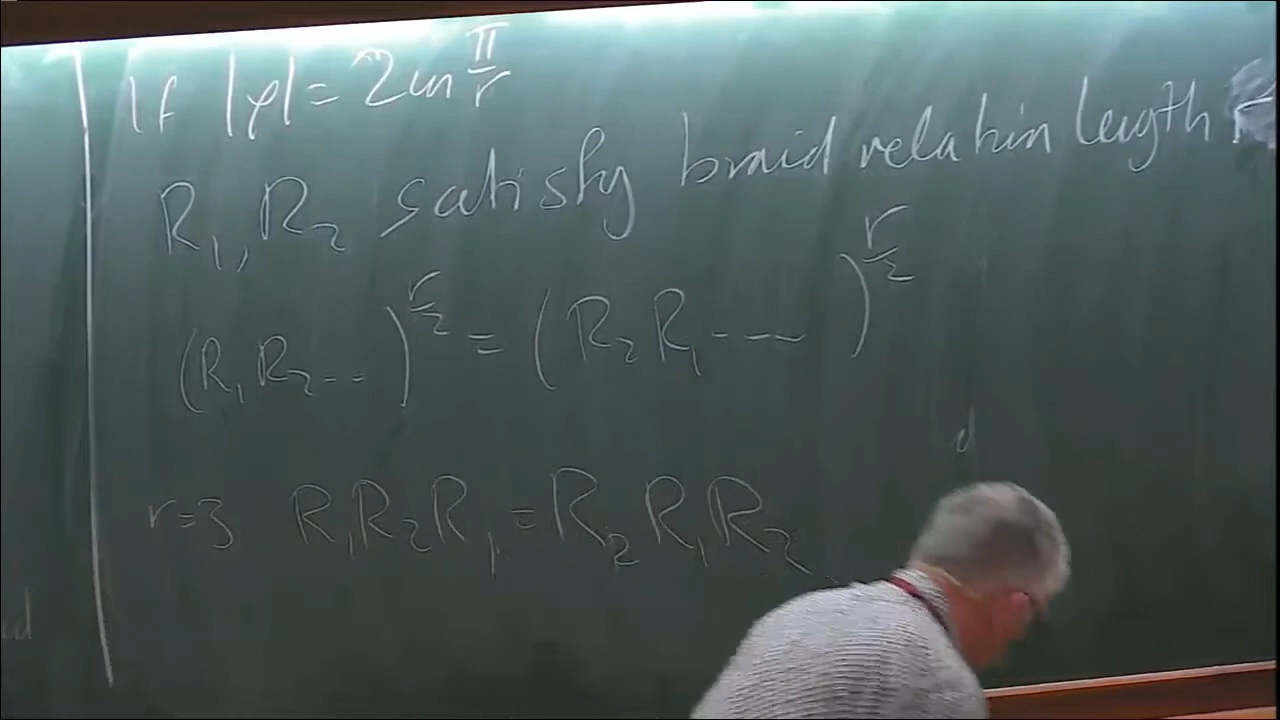 If |φ| = 2cos π/r
R₁, R₂ satisfy braid relation length r
(R₁R₂--)^{r/2} = (R₂R₁----)^{r/2}
r=3 R₁R₂R₁ = R₂R₁R₂
d